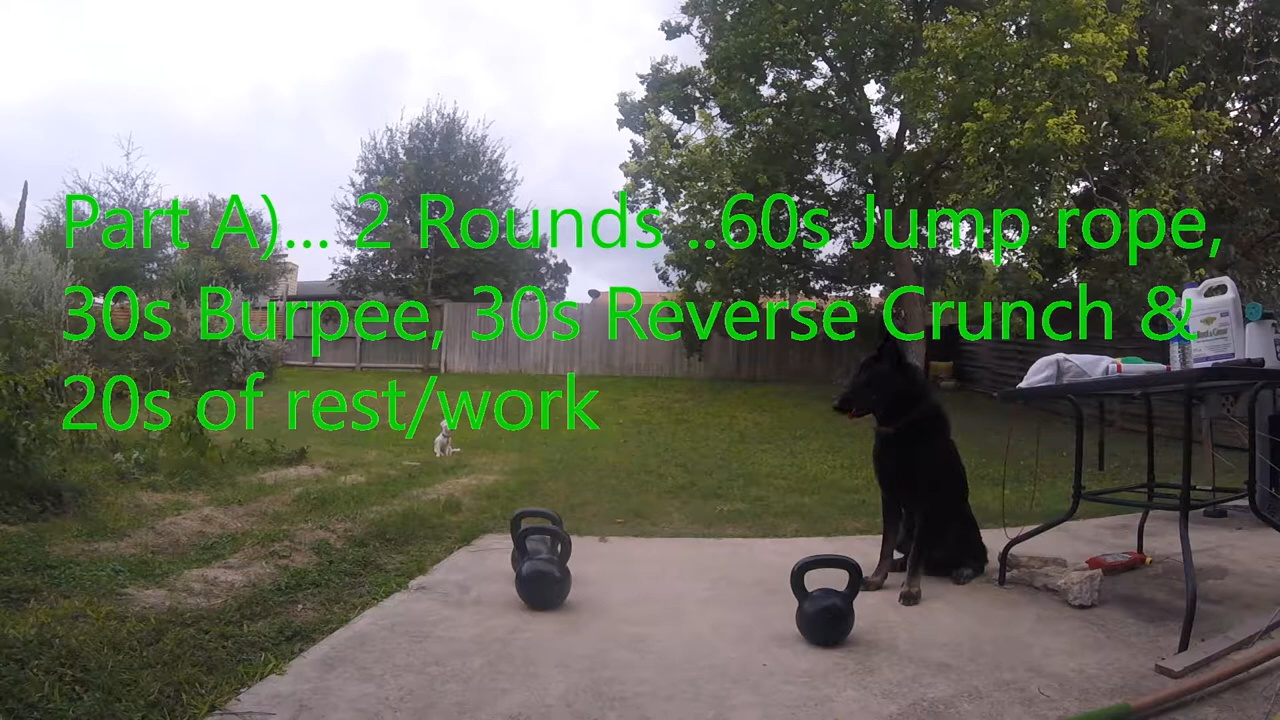 Part A)... 2 Rounds ..60s Jump rope,
30s Burpee, 30s Reverse Crunch &
20s of rest/work